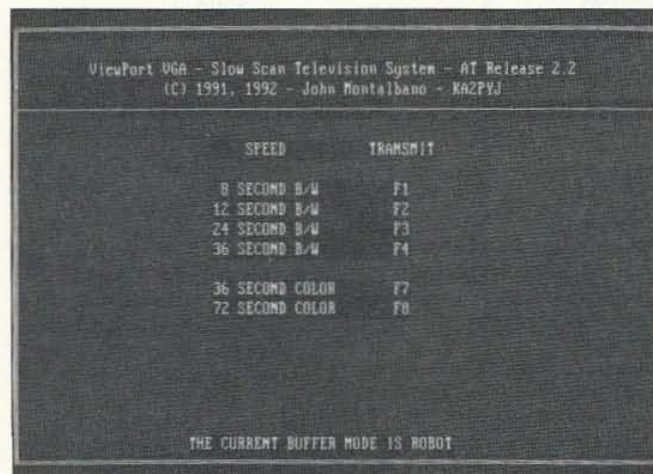 ViewPort VGA - Slow Scan Television System - AT Release 2.2
(C) 1991, 1992 - John Montalbano - KA2PYJ
SPEED TRANSMIT
8 SECOND B/W F1
12 SECOND B/W F2
24 SECOND B/W F3
36 SECOND B/W F4
36 SECOND COLOR F7
72 SECOND COLOR F8
THE CURRENT BUFFER MODE IS ROBOT